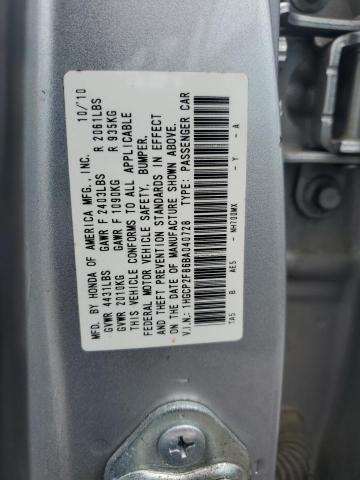 MFD. BY HONDA OF AMERICA MFG., INC. 10/10
GVWR 4431LBS GAWR F 2403LBS R 2061LBS
GVWR 2010KG GAWR F 1090KG R 935KG
THIS VEHICLE CONFORMS TO ALL APPLICABLE
FEDERAL MOTOR VEHICLE SAFETY, BUMPER,
AND THEFT PREVENTION STANDARDS IN EFFECT
ON THE DATE OF MANUFACTURE SHOWN ABOVE.
V.I.N.: 1HGCP2F86BA040728 TYPE: PASSENGER CAR
TA5 B AE5 - NH700MX - Y - A